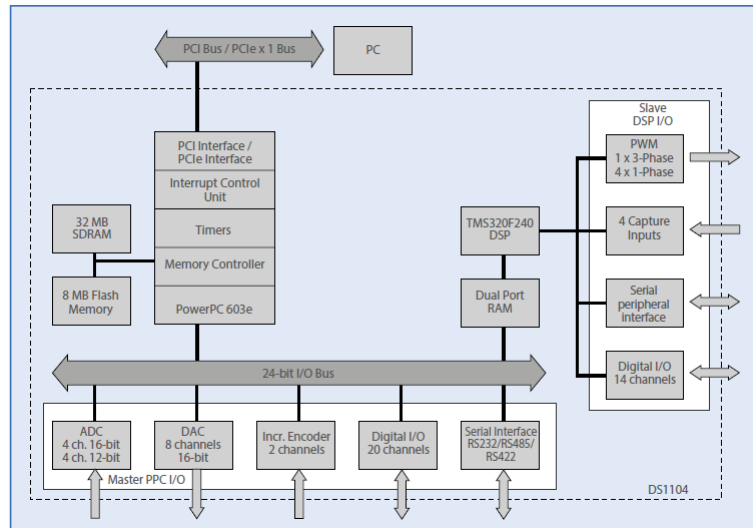 PCI Bus / PCIe x 1 Bus
PC
PCI Interface /
PCIe Interface
Interrupt Control
Unit
Timers
Memory Controller
PowerPC 603e
32 MB
SDRAM
8 MB Flash
Memory
TMS320F240
DSP
Dual Port
RAM
Slave
DSP I/O
PWM
1 x 3-Phase
4 x 1-Phase
4 Capture
Inputs
Serial
peripheral
interface
Digital I/O
14 channels
24-bit I/O Bus
ADC
4 ch. 16-bit
4 ch. 12-bit
DAC
8 channels
16-bit
Incr. Encoder
2 channels
Digital I/O
20 channels
Serial Interface
RS232/RS485/
RS422
Master PPC I/O
DS1104